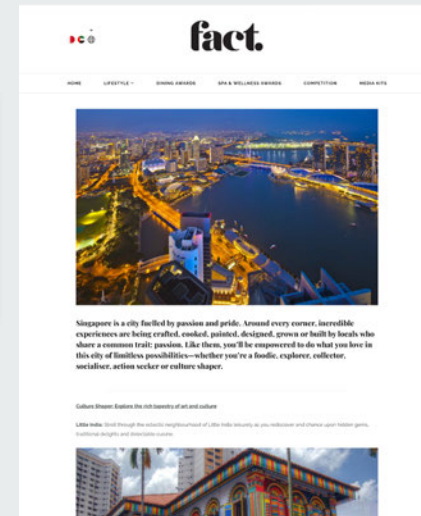 fact.
HOME LIFESTYLE DINING AWARDS SPA & WELLNESS AWARDS COMPETITION MEDIA KITS
Singapore is a city fuelled by passion and pride. Around every corner, incredible
experiences are being crafted, cooked, painted, designed, grown or built by locals who
share a common trait: passion. Like them, you'll be empowered to do what you love in
this city of limitless possibilities—whether you're a foodie, explorer, collector,
socialiser, action seeker or culture shaper.
Culture Shaper: Explore the rich tapestry of art and culture
Little India: Stroll through the eclectic neighbourhood of Little India leisurely as you rediscover and chance upon hidden gems,
traditional delights and delectable cuisine.